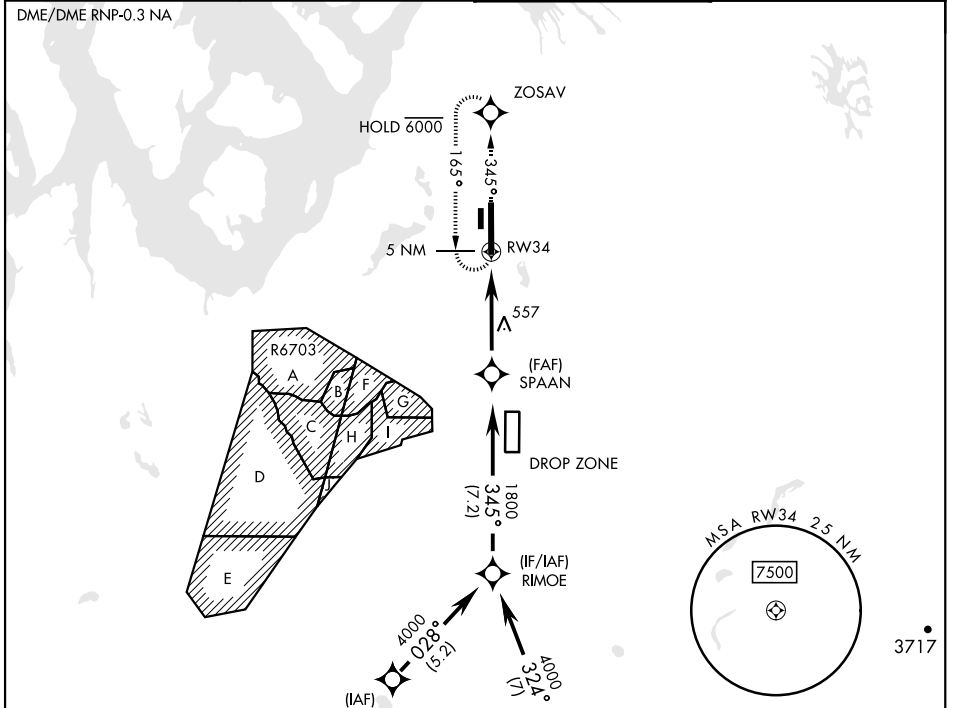 DME/DME RNP-0.3 NA
ZOSAV
HOLD 6000
165°
345°
5 NM
RW34
557
(FAF)
SPAAN
R6703
A
B
F
G
C
H
I
D
J
E
DROP ZONE
1800
345°
(7.2)
(IF/IAF)
RIMOE
4000
028°
(5.2)
4000
324°
(7)
(IAF)
MSA RW34 25 NM
7500
3717